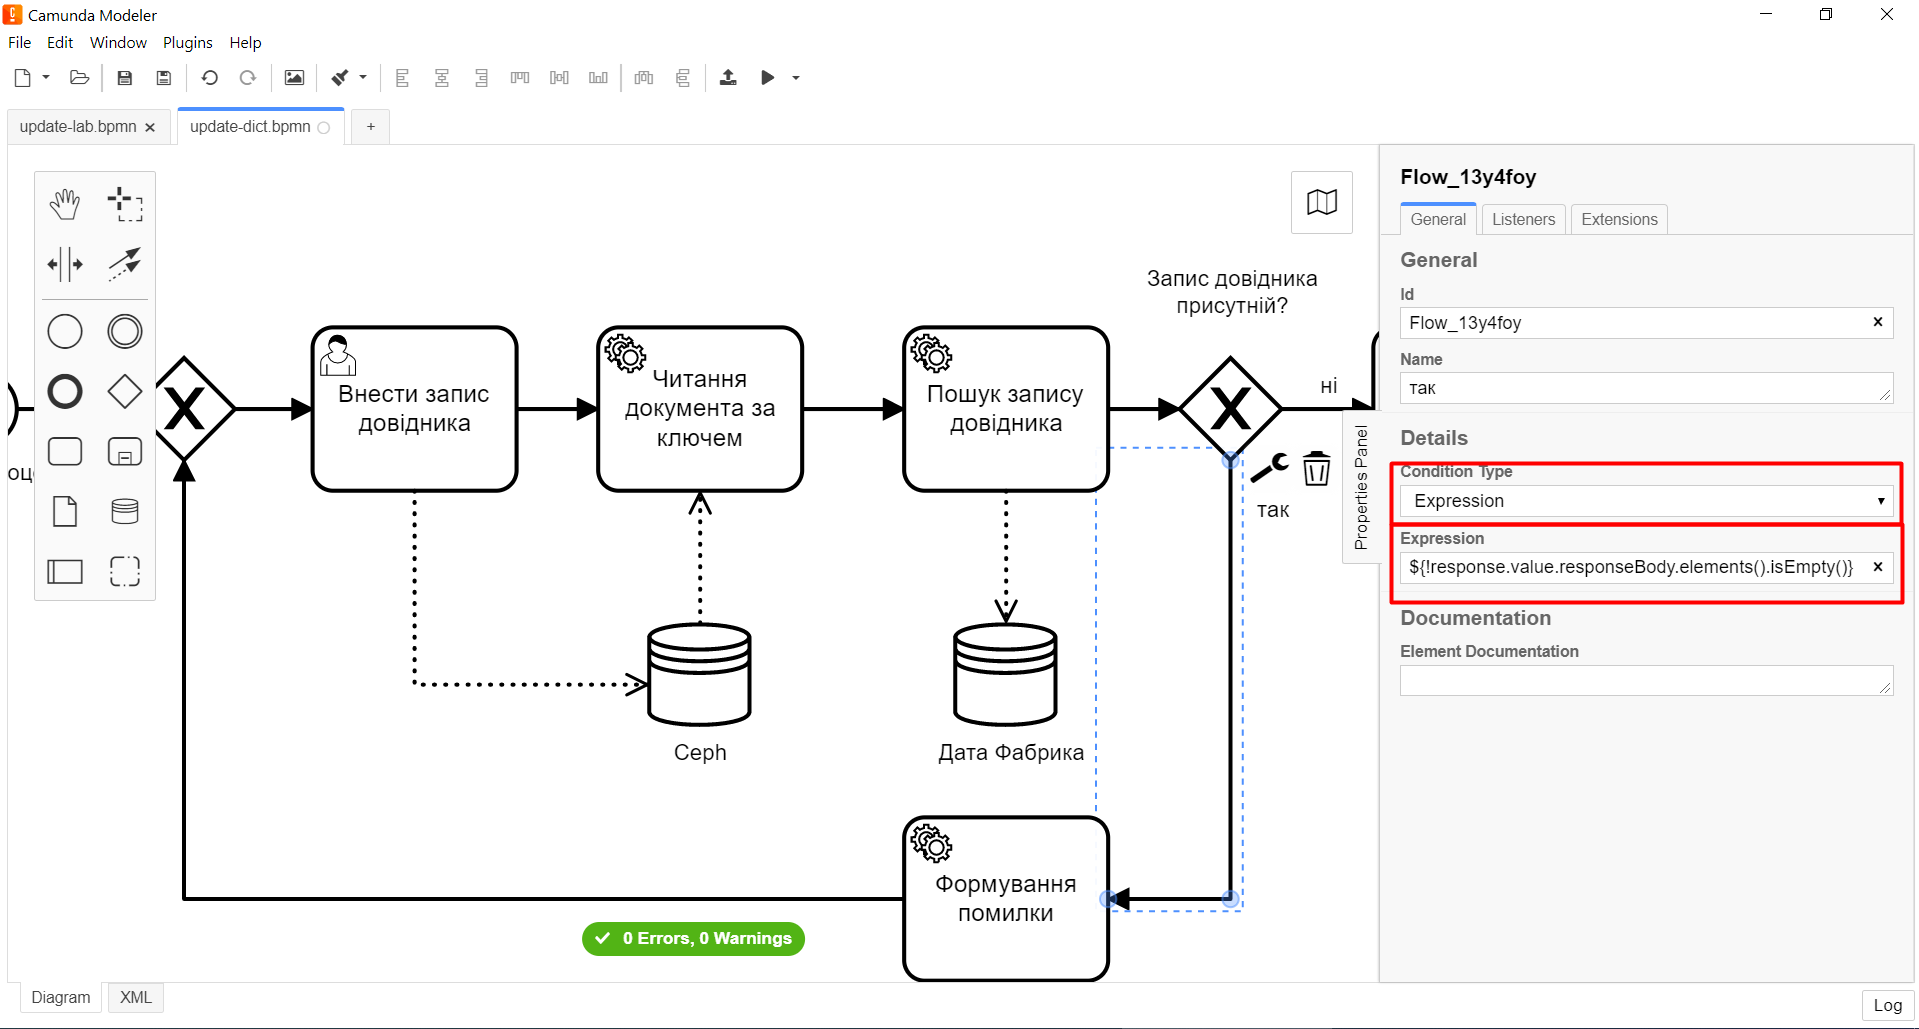 Camunda Modeler
File Edit Window Plugins Help
update-lab.bpmn
update-dict.bpmn
+
Flow_13y4foy
General Listeners Extensions
General
Id
Flow_13y4foy
Name
так
Details
Condition Type
Expression
Expression
${!response.value.responseBody.elements().isEmpty()}
Documentation
Element Documentation
Properties Panel
Запис довідника
присутній?
ні
так
Внести запис
довідника
Читання
документа за
ключем
Пошук запису
довідника
оц
Ceph
Дата Фабрика
Формування
помилки
0 Errors, 0 Warnings
Diagram XML
Log